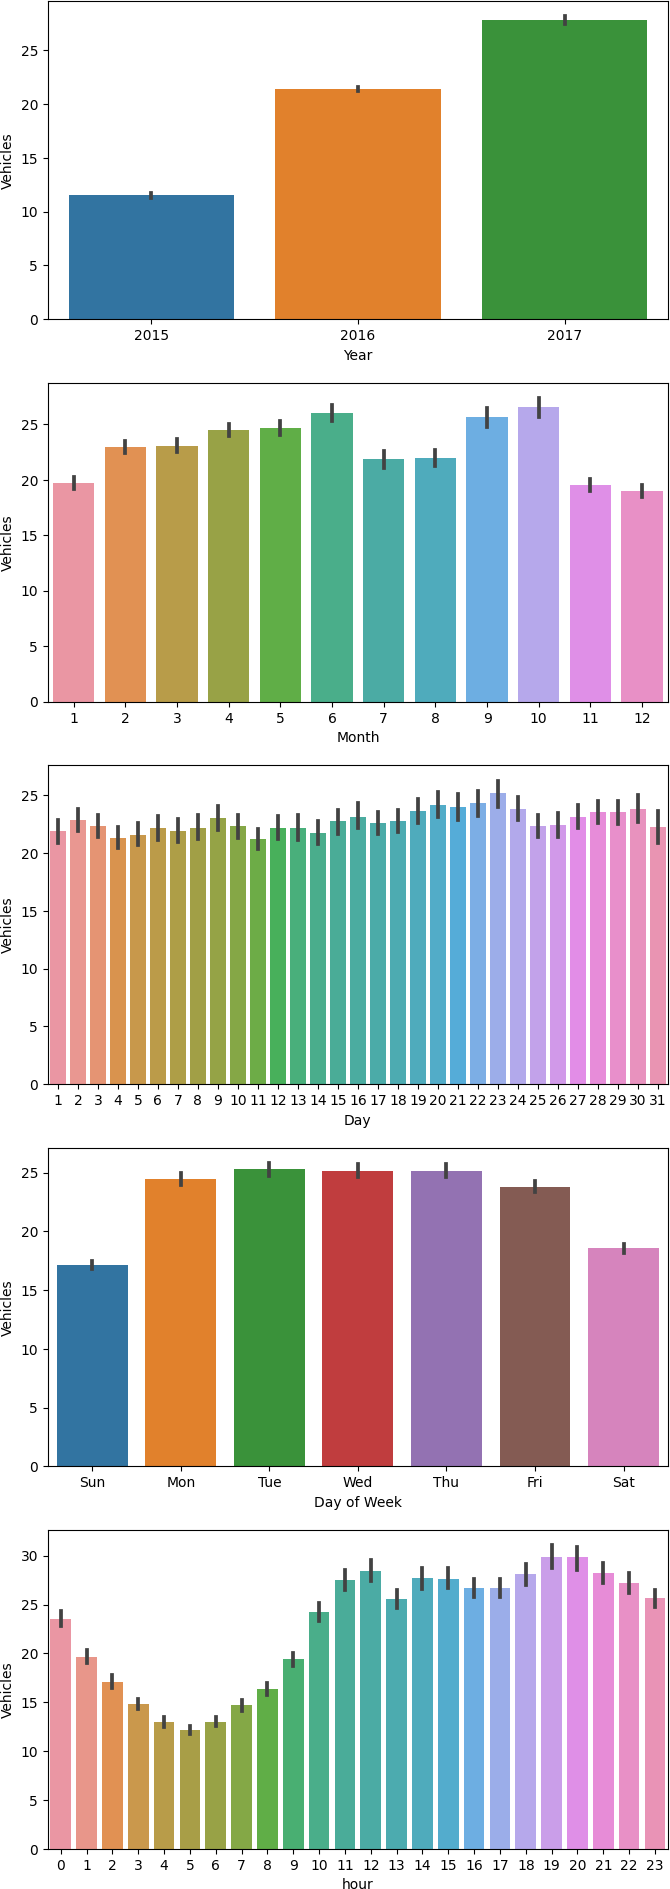 25
20
15
10
5
0
Vehicles
2015 2016 2017
Year
25
20
15
10
5
0
Vehicles
1 2 3 4 5 6 7 8 9 10 11 12
Month
25
20
15
10
5
0
Vehicles
1 2 3 4 5 6 7 8 9 10 11 12 13 14 15 16 17 18 19 20 21 22 23 24 25 26 27 28 29 30 31
Day
25
20
15
10
5
0
Vehicles
Sun Mon Tue Wed Thu Fri Sat
Day of Week
30
25
20
15
10
5
0
Vehicles
0 1 2 3 4 5 6 7 8 9 10 11 12 13 14 15 16 17 18 19 20 21 22 23
hour